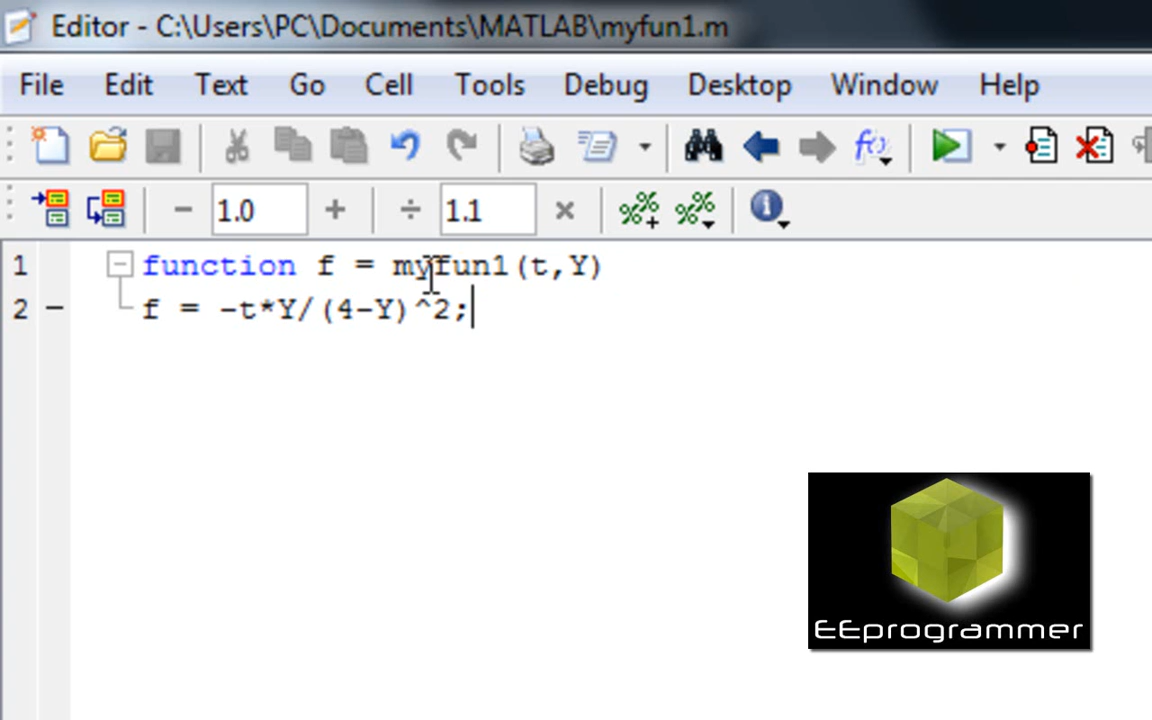 Editor - C:\Users\PC\Documents\MATLAB\myfun1.m
File Edit Text Go Cell Tools Debug Desktop Window Help
1.0 1.1
1 function f = myfun1(t,Y)
2 f = -t*Y/(4-Y)^2;
EEprogrammer